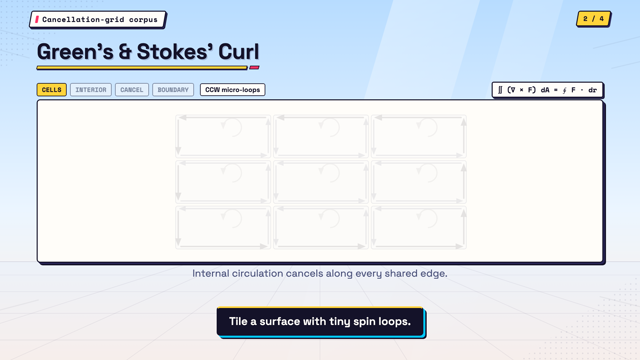 Cancellation-grid corpus
2 / 4
Green's & Stokes' Curl
CELLS
INTERIOR
CANCEL
BOUNDARY
CCW micro-loops
∬ (∇ × F) dA = ∮ F · dr
Internal circulation cancels along every shared edge.
Tile a surface with tiny spin loops.